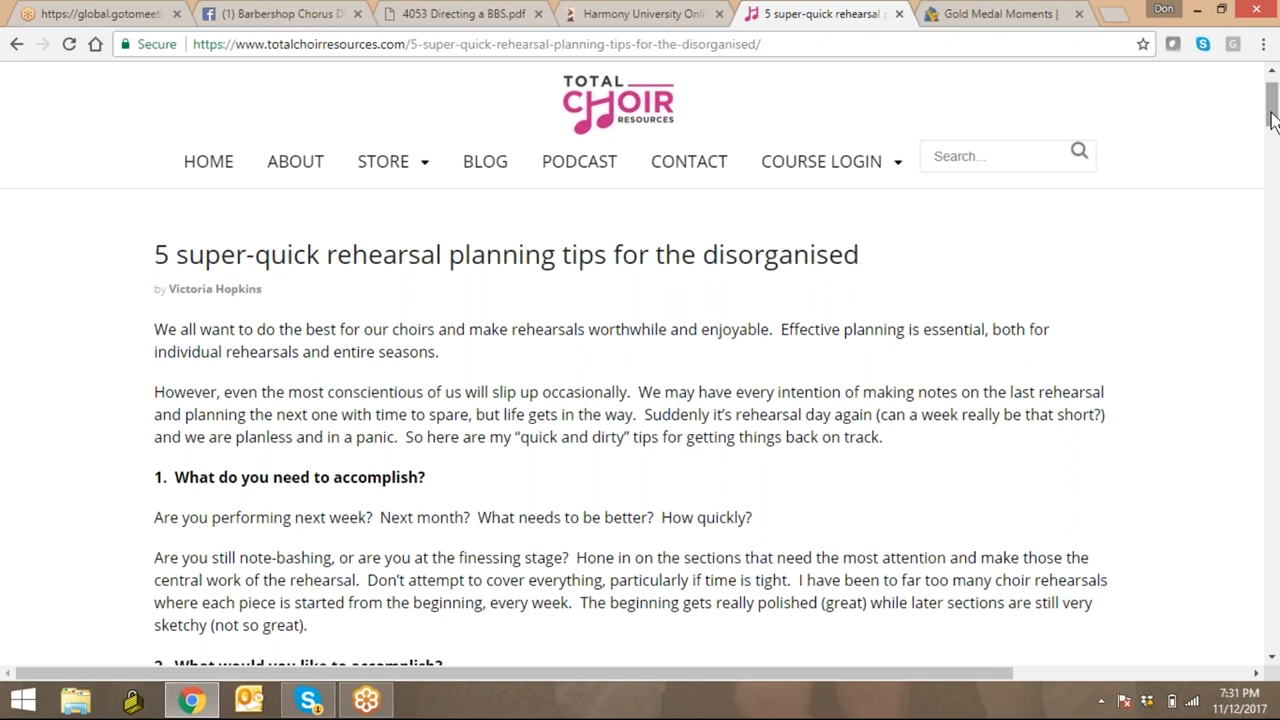 https://global.gotomeeti
(1) Barbershop Chorus D
4053 Directing a BBS.pdf
Harmony University Onli
5 super-quick rehearsal p
Gold Medal Moments |
Don
Secure
https://www.totalchoirresources.com/5-super-quick-rehearsal-planning-tips-for-the-disorganised/
TOTAL
CHOIR
RESOURCES
HOME
ABOUT
STORE
BLOG
PODCAST
CONTACT
COURSE LOGIN
Search...
5 super-quick rehearsal planning tips for the disorganised
by Victoria Hopkins
We all want to do the best for our choirs and make rehearsals worthwhile and enjoyable.  Effective planning is essential, both for
individual rehearsals and entire seasons.
However, even the most conscientious of us will slip up occasionally.  We may have every intention of making notes on the last rehearsal
and planning the next one with time to spare, but life gets in the way.  Suddenly it’s rehearsal day again (can a week really be that short?)
and we are planless and in a panic.  So here are my “quick and dirty” tips for getting things back on track.
1.  What do you need to accomplish?
Are you performing next week?  Next month?  What needs to be better?  How quickly?
Are you still note-bashing, or are you at the finessing stage?  Hone in on the sections that need the most attention and make those the
central work of the rehearsal.  Don’t attempt to cover everything, particularly if time is tight.  I have been to far too many choir rehearsals
where each piece is started from the beginning, every week.  The beginning gets really polished (great) while later sections are still very
sketchy (not so great).
2.  What would you like to accomplish?
7:31 PM
11/12/2017